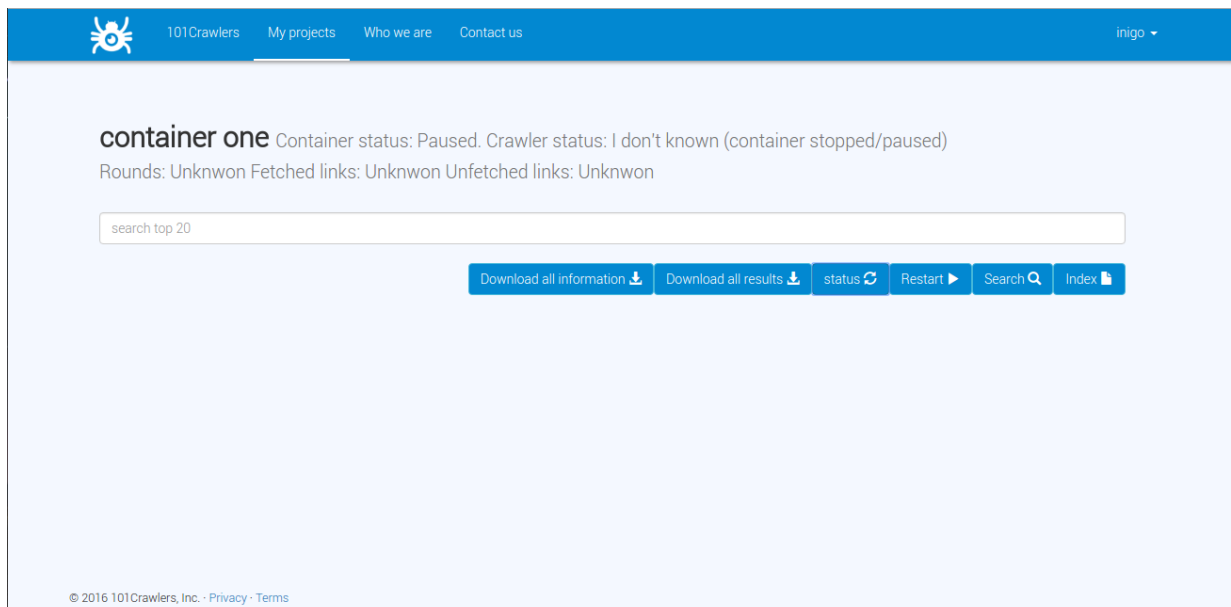 101Crawlers My projects Who we are Contact us inigo
container one Container status: Paused. Crawler status: I don't known (container stopped/paused)
Rounds: Unknwon Fetched links: Unknwon Unfetched links: Unknwon
search top 20
Download all information Download all results status Restart Search Index
© 2016 101Crawlers, Inc. · Privacy · Terms